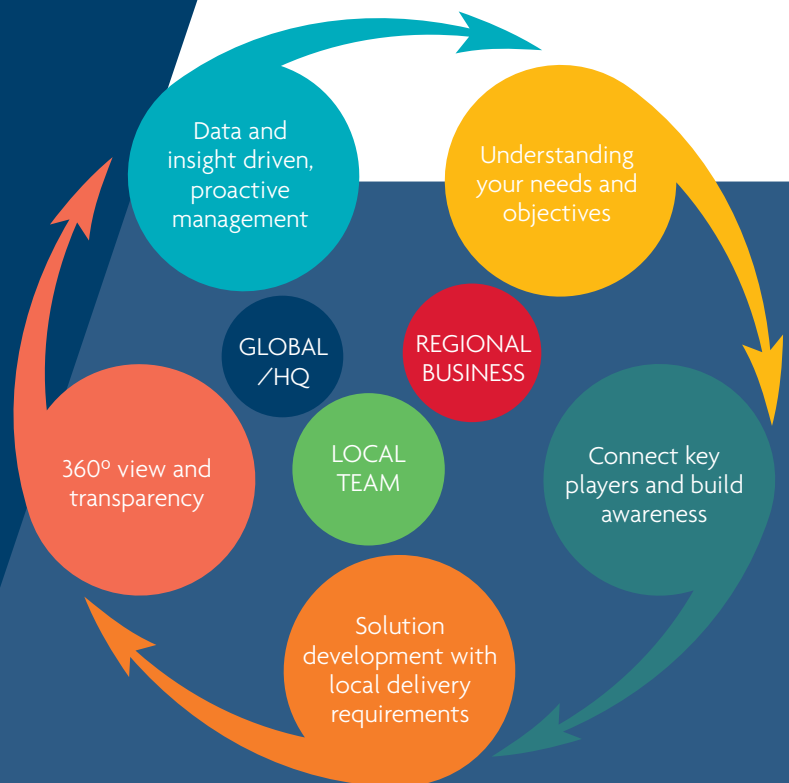 Data and
insight driven,
proactive
management
Understanding
your needs and
objectives
GLOBAL
/HQ
REGIONAL
BUSINESS
LOCAL
TEAM
360º view and
transparency
Connect key
players and build
awareness
Solution
development with
local delivery
requirements